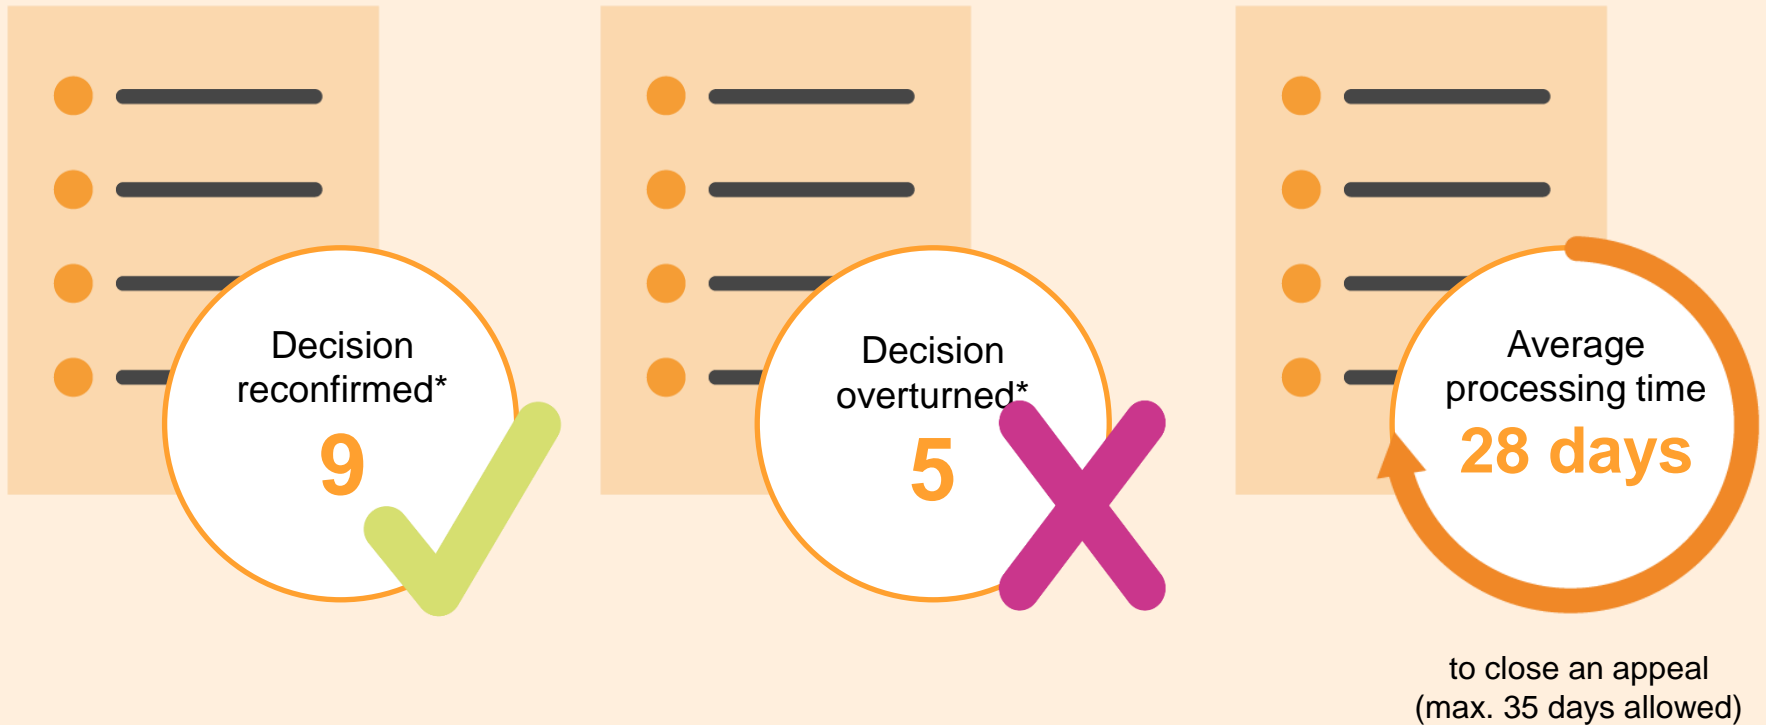 Decision
reconfirmed*
9
Decision
overturned*
5
Average
processing time
28 days
to close an appeal
(max. 35 days allowed)